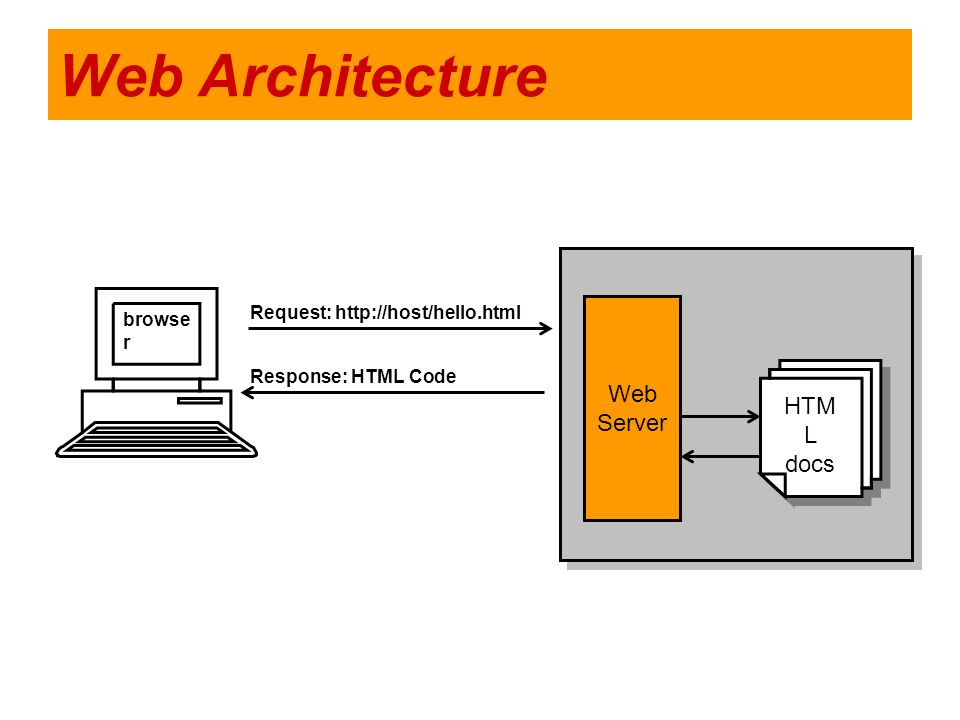 Web Architecture
browse
r
Request: http://host/hello.html
Response: HTML Code
Web
Server
HTM
L
docs